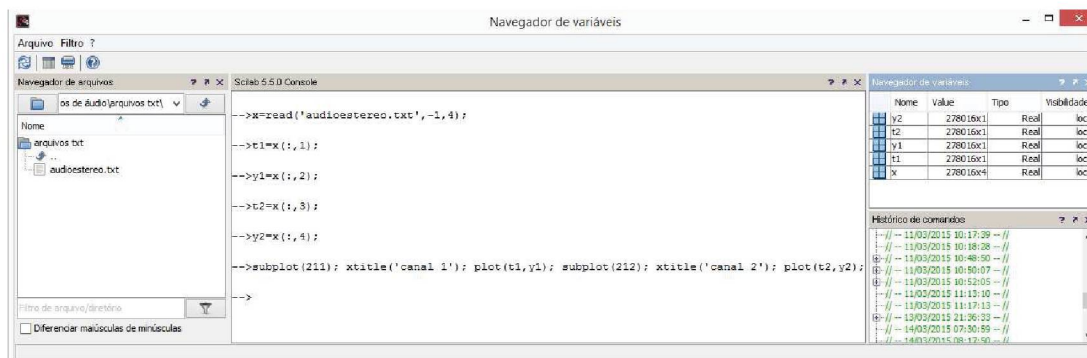 Navegador de variáveis
Arquivo Filtro ?
Navegador de arquivos
os de áudio\arquivos txt\
Nome
arquivos txt
..
audioestereo.txt
Filtro de arquivo/diretório
Diferenciar maiúsculas de minúsculas
Scilab 5.5.0 Console
-->x=read('audioestereo.txt',-1,4);
-->t1=x(:,1);
-->y1=x(:,2);
-->t2=x(:,3);
-->y2=x(:,4);
-->subplot(211); xtitle('canal 1'); plot(t1,y1); subplot(212); xtitle('canal 2'); plot(t2,y2);
-->
Navegador de variáveis
Nome Value Tipo Visibilidade
y2 278016x1 Real loc
t2 278016x1 Real loc
y1 278016x1 Real loc
t1 278016x1 Real loc
x 278016x4 Real loc
Histórico de comandos
// -- 11/03/2015 10:17:39 -- //
// -- 11/03/2015 10:18:28 -- //
// -- 11/03/2015 10:48:50 -- //
// -- 11/03/2015 10:50:07 -- //
// -- 11/03/2015 10:52:05 -- //
// -- 11/03/2015 11:13:10 -- //
// -- 11/03/2015 11:17:13 -- //
// -- 13/03/2015 21:36:33 -- //
// -- 14/03/2015 07:30:59 -- //
// -- 14/03/2015 08:17:50 -- //